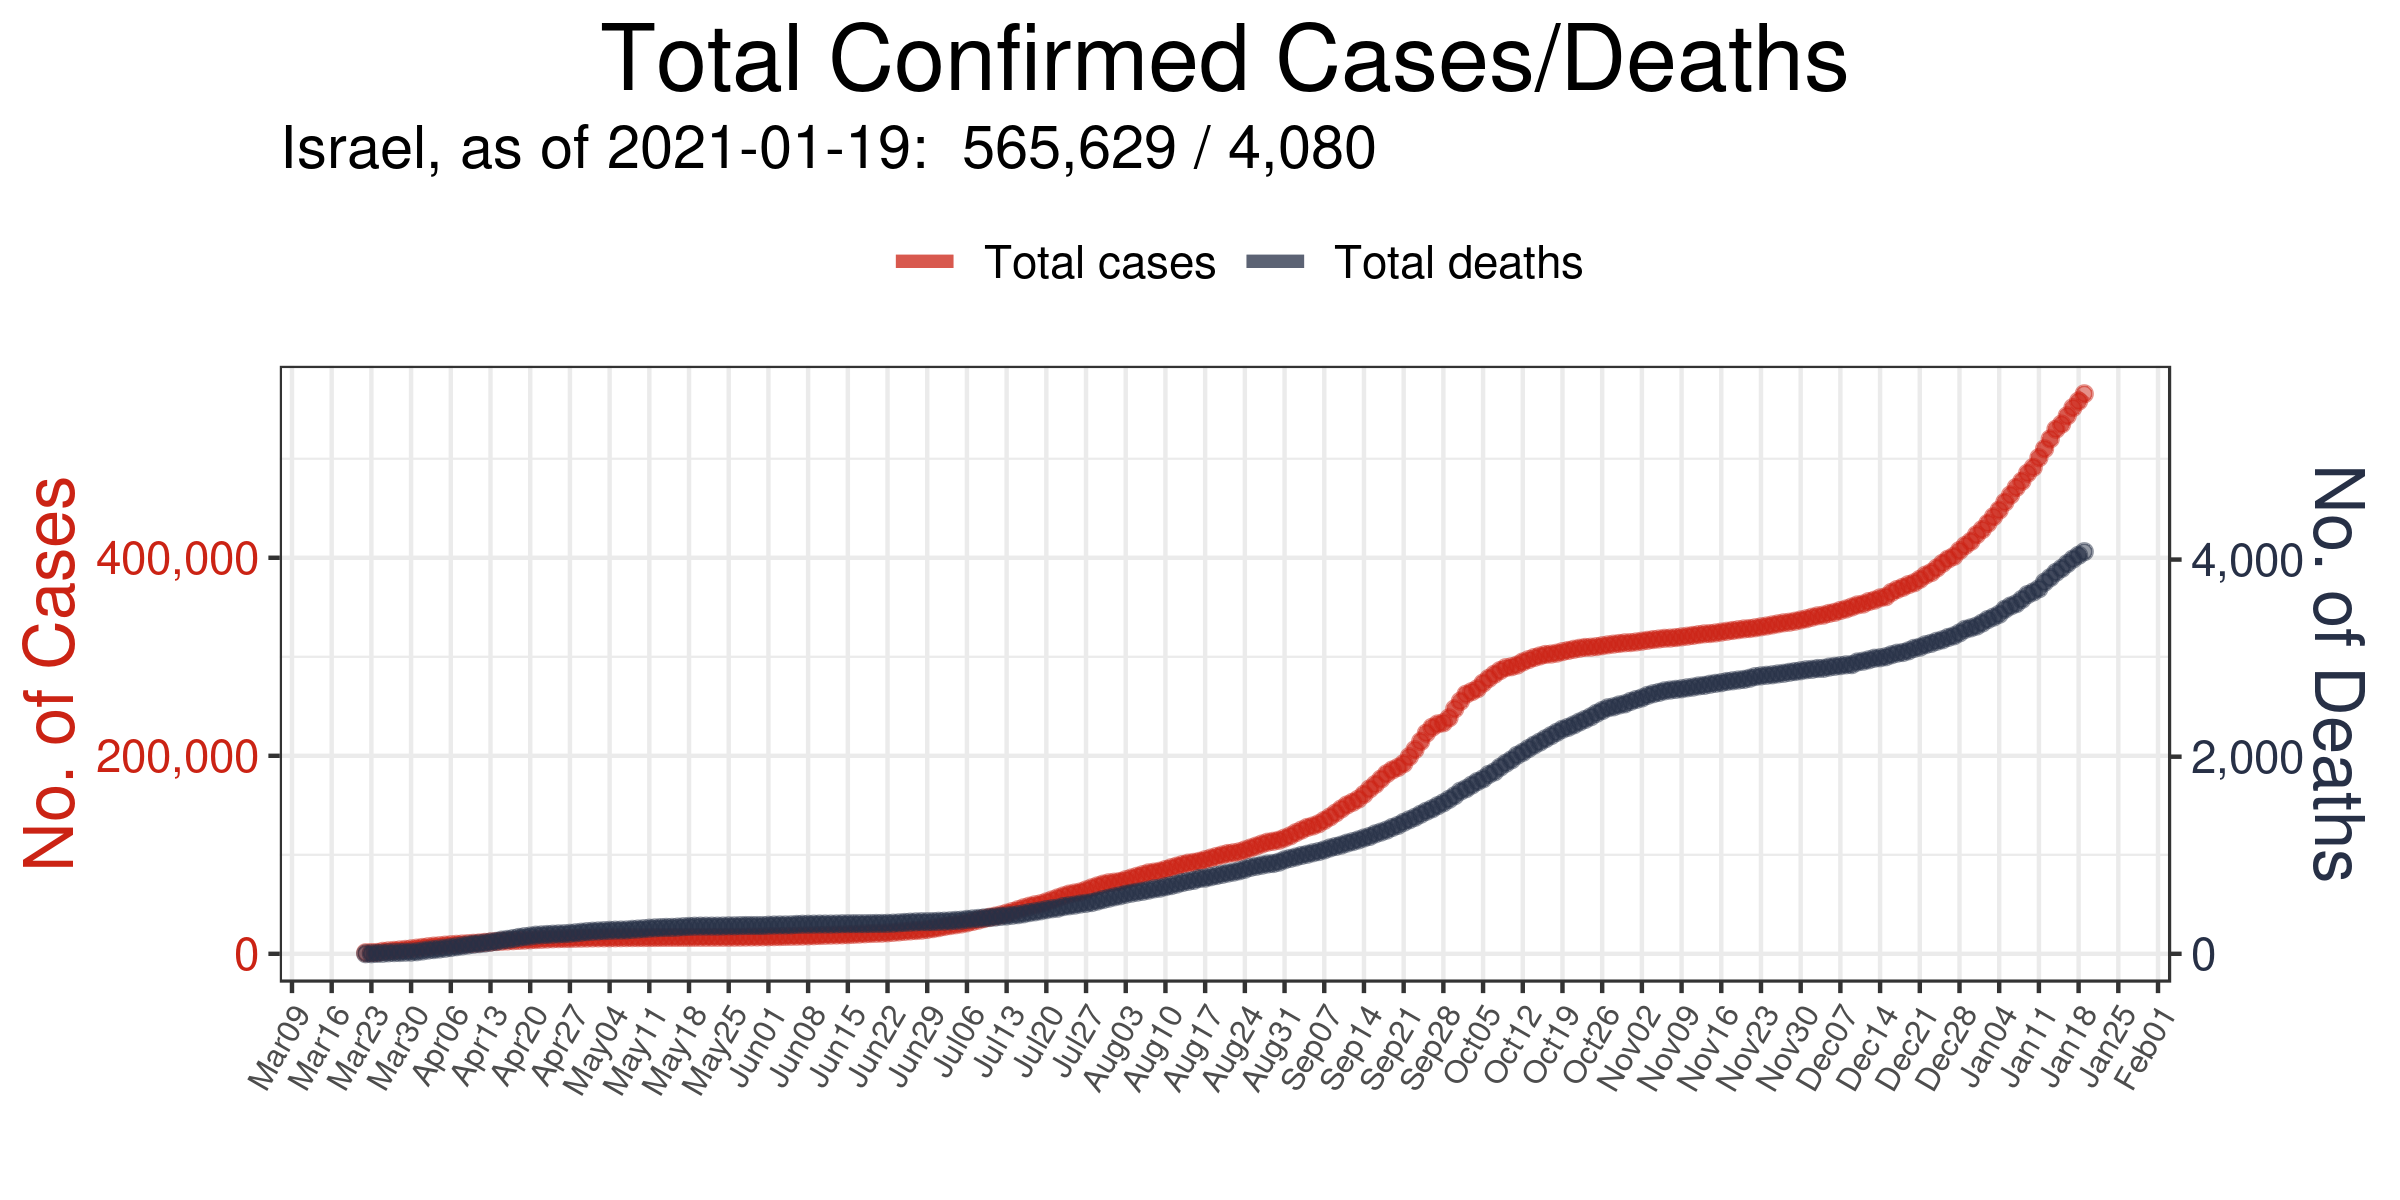 Total Confirmed Cases/Deaths
Israel, as of 2021-01-19:  565,629 / 4,080
Total cases
Total deaths
No. of Cases
400,000
200,000
0
4,000
2,000
0
No. of Deaths
Mar09
Mar16
Mar23
Mar30
Apr06
Apr13
Apr20
Apr27
May04
May11
May18
May25
Jun01
Jun08
Jun15
Jun22
Jun29
Jul06
Jul13
Jul20
Jul27
Aug03
Aug10
Aug17
Aug24
Aug31
Sep07
Sep14
Sep21
Sep28
Oct05
Oct12
Oct19
Oct26
Nov02
Nov09
Nov16
Nov23
Nov30
Dec07
Dec14
Dec21
Dec28
Jan04
Jan11
Jan18
Jan25
Feb01